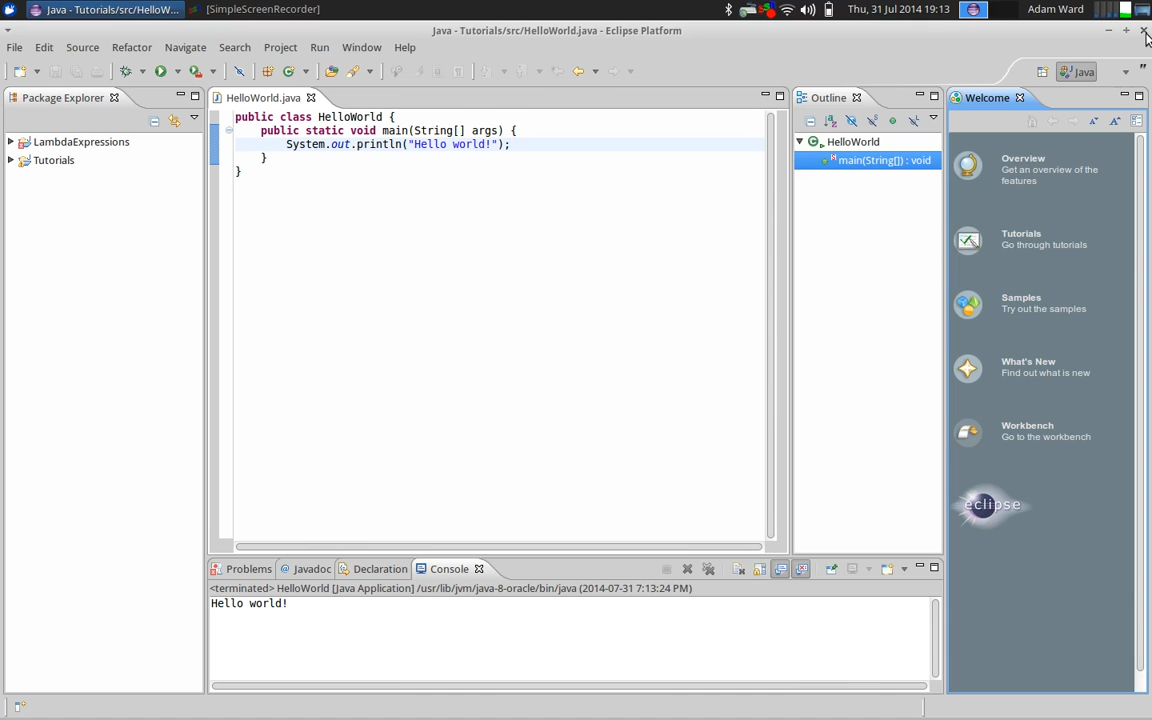 Java - Tutorials/src/HelloW... [SimpleScreenRecorder] Thu, 31 Jul 2014 19:13 Adam Ward
Java - Tutorials/src/HelloWorld.java - Eclipse Platform
File Edit Source Refactor Navigate Search Project Run Window Help
Java
Package Explorer
LambdaExpressions
Tutorials
HelloWorld.java
public class HelloWorld {
public static void main(String[] args) {
System.out.println("Hello world!");
}
}
Outline
HelloWorld
main(String[]) : void
Welcome
Overview
Get an overview of the
features
Tutorials
Go through tutorials
Samples
Try out the samples
What's New
Find out what is new
Workbench
Go to the workbench
eclipse
Problems Javadoc Declaration Console
<terminated> HelloWorld [Java Application] /usr/lib/jvm/java-8-oracle/bin/java (2014-07-31 7:13:24 PM)
Hello world!